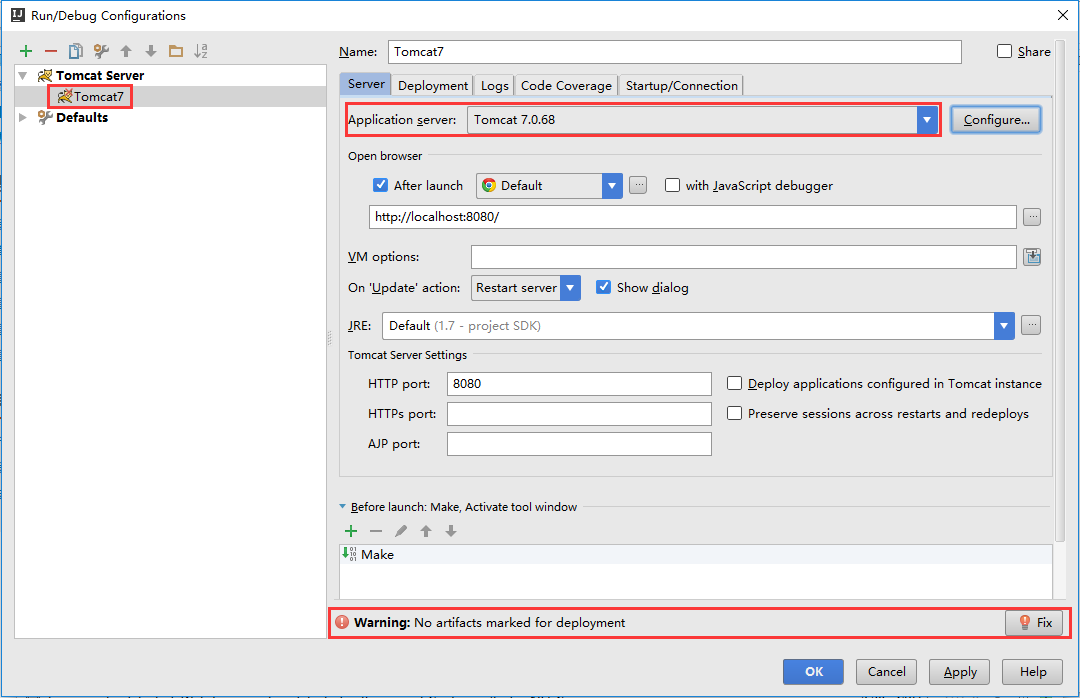 Run/Debug Configurations
Name: Tomcat7 Share
Tomcat Server
Tomcat7
Defaults
Server Deployment Logs Code Coverage Startup/Connection
Application server: Tomcat 7.0.68 Configure...
Open browser
After launch Default ... with JavaScript debugger
http://localhost:8080/ ...
VM options:
On 'Update' action: Restart server Show dialog
JRE: Default (1.7 - project SDK) ...
Tomcat Server Settings
HTTP port: 8080 Deploy applications configured in Tomcat instance
HTTPs port: Preserve sessions across restarts and redeploys
AJP port:
Before launch: Make, Activate tool window
Make
Warning: No artifacts marked for deployment Fix
OK Cancel Apply Help